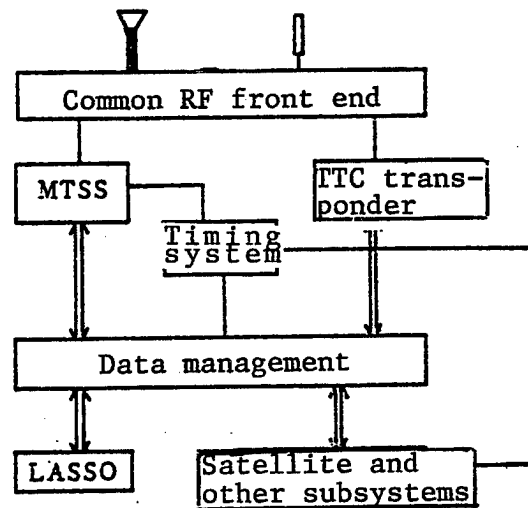 Common RF front end
MTSS
TTC trans-
ponder
Timing
system
Data management
LASSO
Satellite and
other subsystems